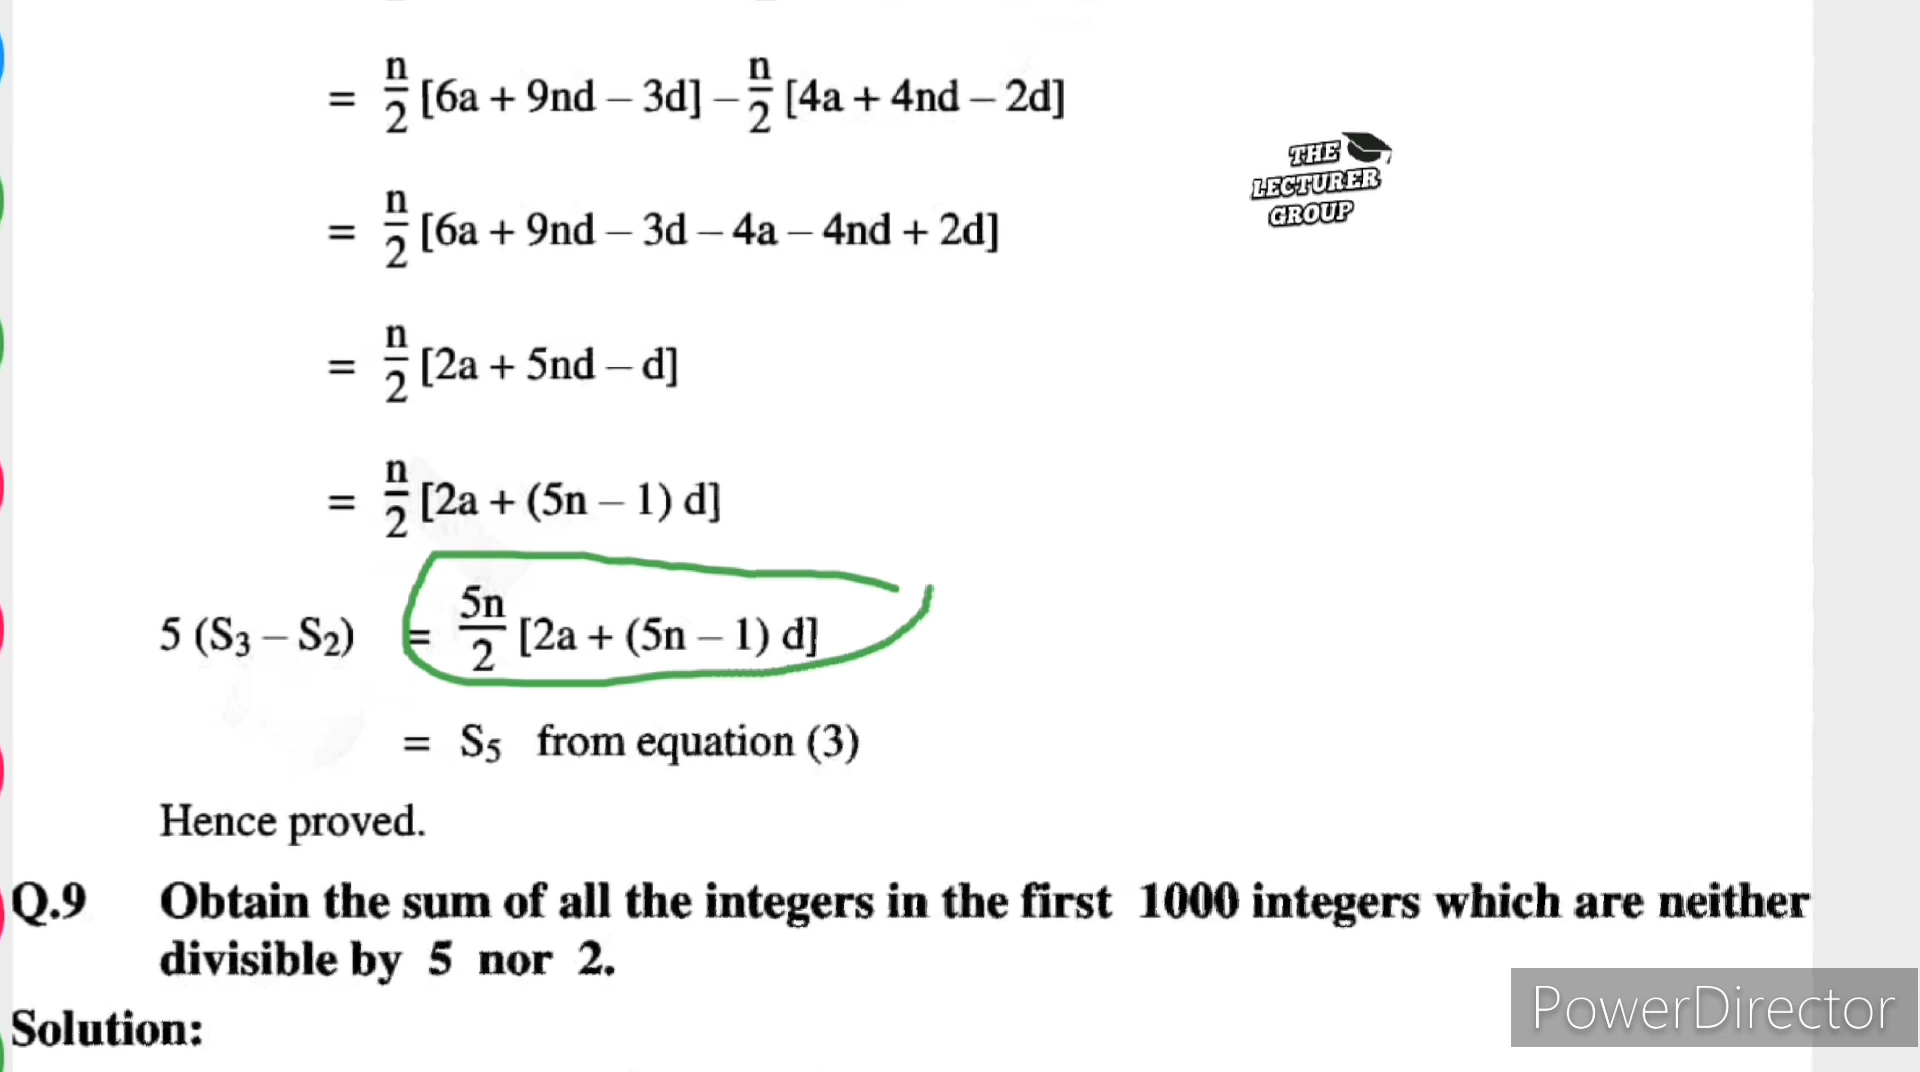 = n/2 [6a + 9nd – 3d] – n/2 [4a + 4nd – 2d]
THE
LECTURER
GROUP
= n/2 [6a + 9nd – 3d – 4a – 4nd + 2d]
= n/2 [2a + 5nd – d]
= n/2 [2a + (5n – 1) d]
5 (S₃ – S₂) = 5n/2 [2a + (5n – 1) d]
= S₅ from equation (3)
Hence proved.
Q.9 Obtain the sum of all the integers in the first 1000 integers which are neither
divisible by 5 nor 2.
Solution:
PowerDirector